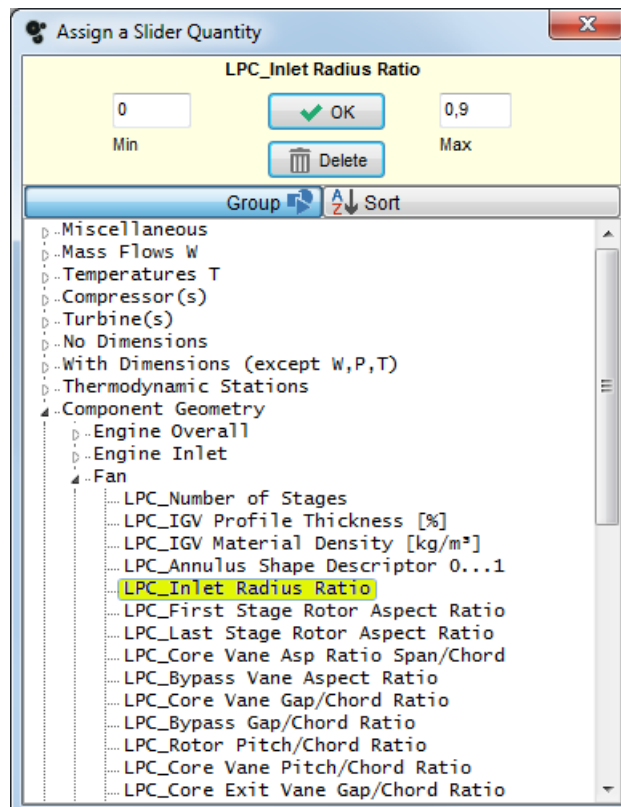 Assign a Slider Quantity
LPC_Inlet Radius Ratio
0 OK 0,9
Min Max
Delete
Group Sort
Miscellaneous
Mass Flows W
Temperatures T
Compressor(s)
Turbine(s)
No Dimensions
With Dimensions (except W,P,T)
Thermodynamic Stations
Component Geometry
Engine Overall
Engine Inlet
Fan
LPC_Number of Stages
LPC_IGV Profile Thickness [%]
LPC_IGV Material Density [kg/m³]
LPC_Annulus Shape Descriptor 0...1
LPC_Inlet Radius Ratio
LPC_First Stage Rotor Aspect Ratio
LPC_Last Stage Rotor Aspect Ratio
LPC_Core Vane Asp Ratio Span/Chord
LPC_Bypass Vane Aspect Ratio
LPC_Core Vane Gap/Chord Ratio
LPC_Bypass Gap/Chord Ratio
LPC_Rotor Pitch/Chord Ratio
LPC_Core Vane Pitch/Chord Ratio
LPC_Core Exit Vane Gap/Chord Ratio